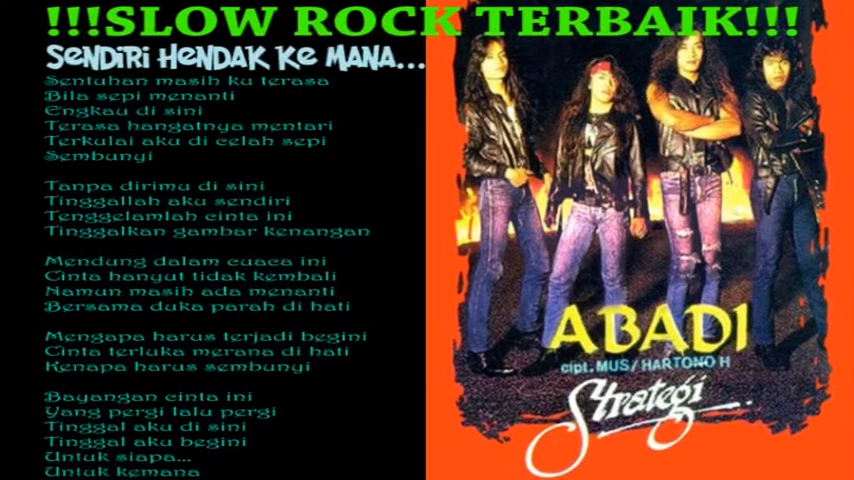 !!!SLOW ROCK TERBAIK!!!
SENDIRI HENDAK KE MANA...
Sentuhan masih ku terasa
Bila sepi menanti
Engkau di sini
Terasa hangatnya mentari
Terkulai aku di celah sepi
Sembunyi
Tanpa dirimu di sini
Tinggallah aku sendiri
Tenggelamlah cinta ini
Tinggalkan gambar kenangan
Mendung dalam cuaca ini
Cinta hanyut tidak kembali
Namun masih ada menanti
Bersama duka parah di hati
Mengapa harus terjadi begini
Cinta terluka merana di hati
Kenapa harus sembunyi
Bayangan cinta ini
Yang pergi lalu pergi
Tinggal aku di sini
Tinggal aku begini
Untuk siapa...
Untuk kemana
ABADI
cipt. MUS / HARTONO H
Strategi